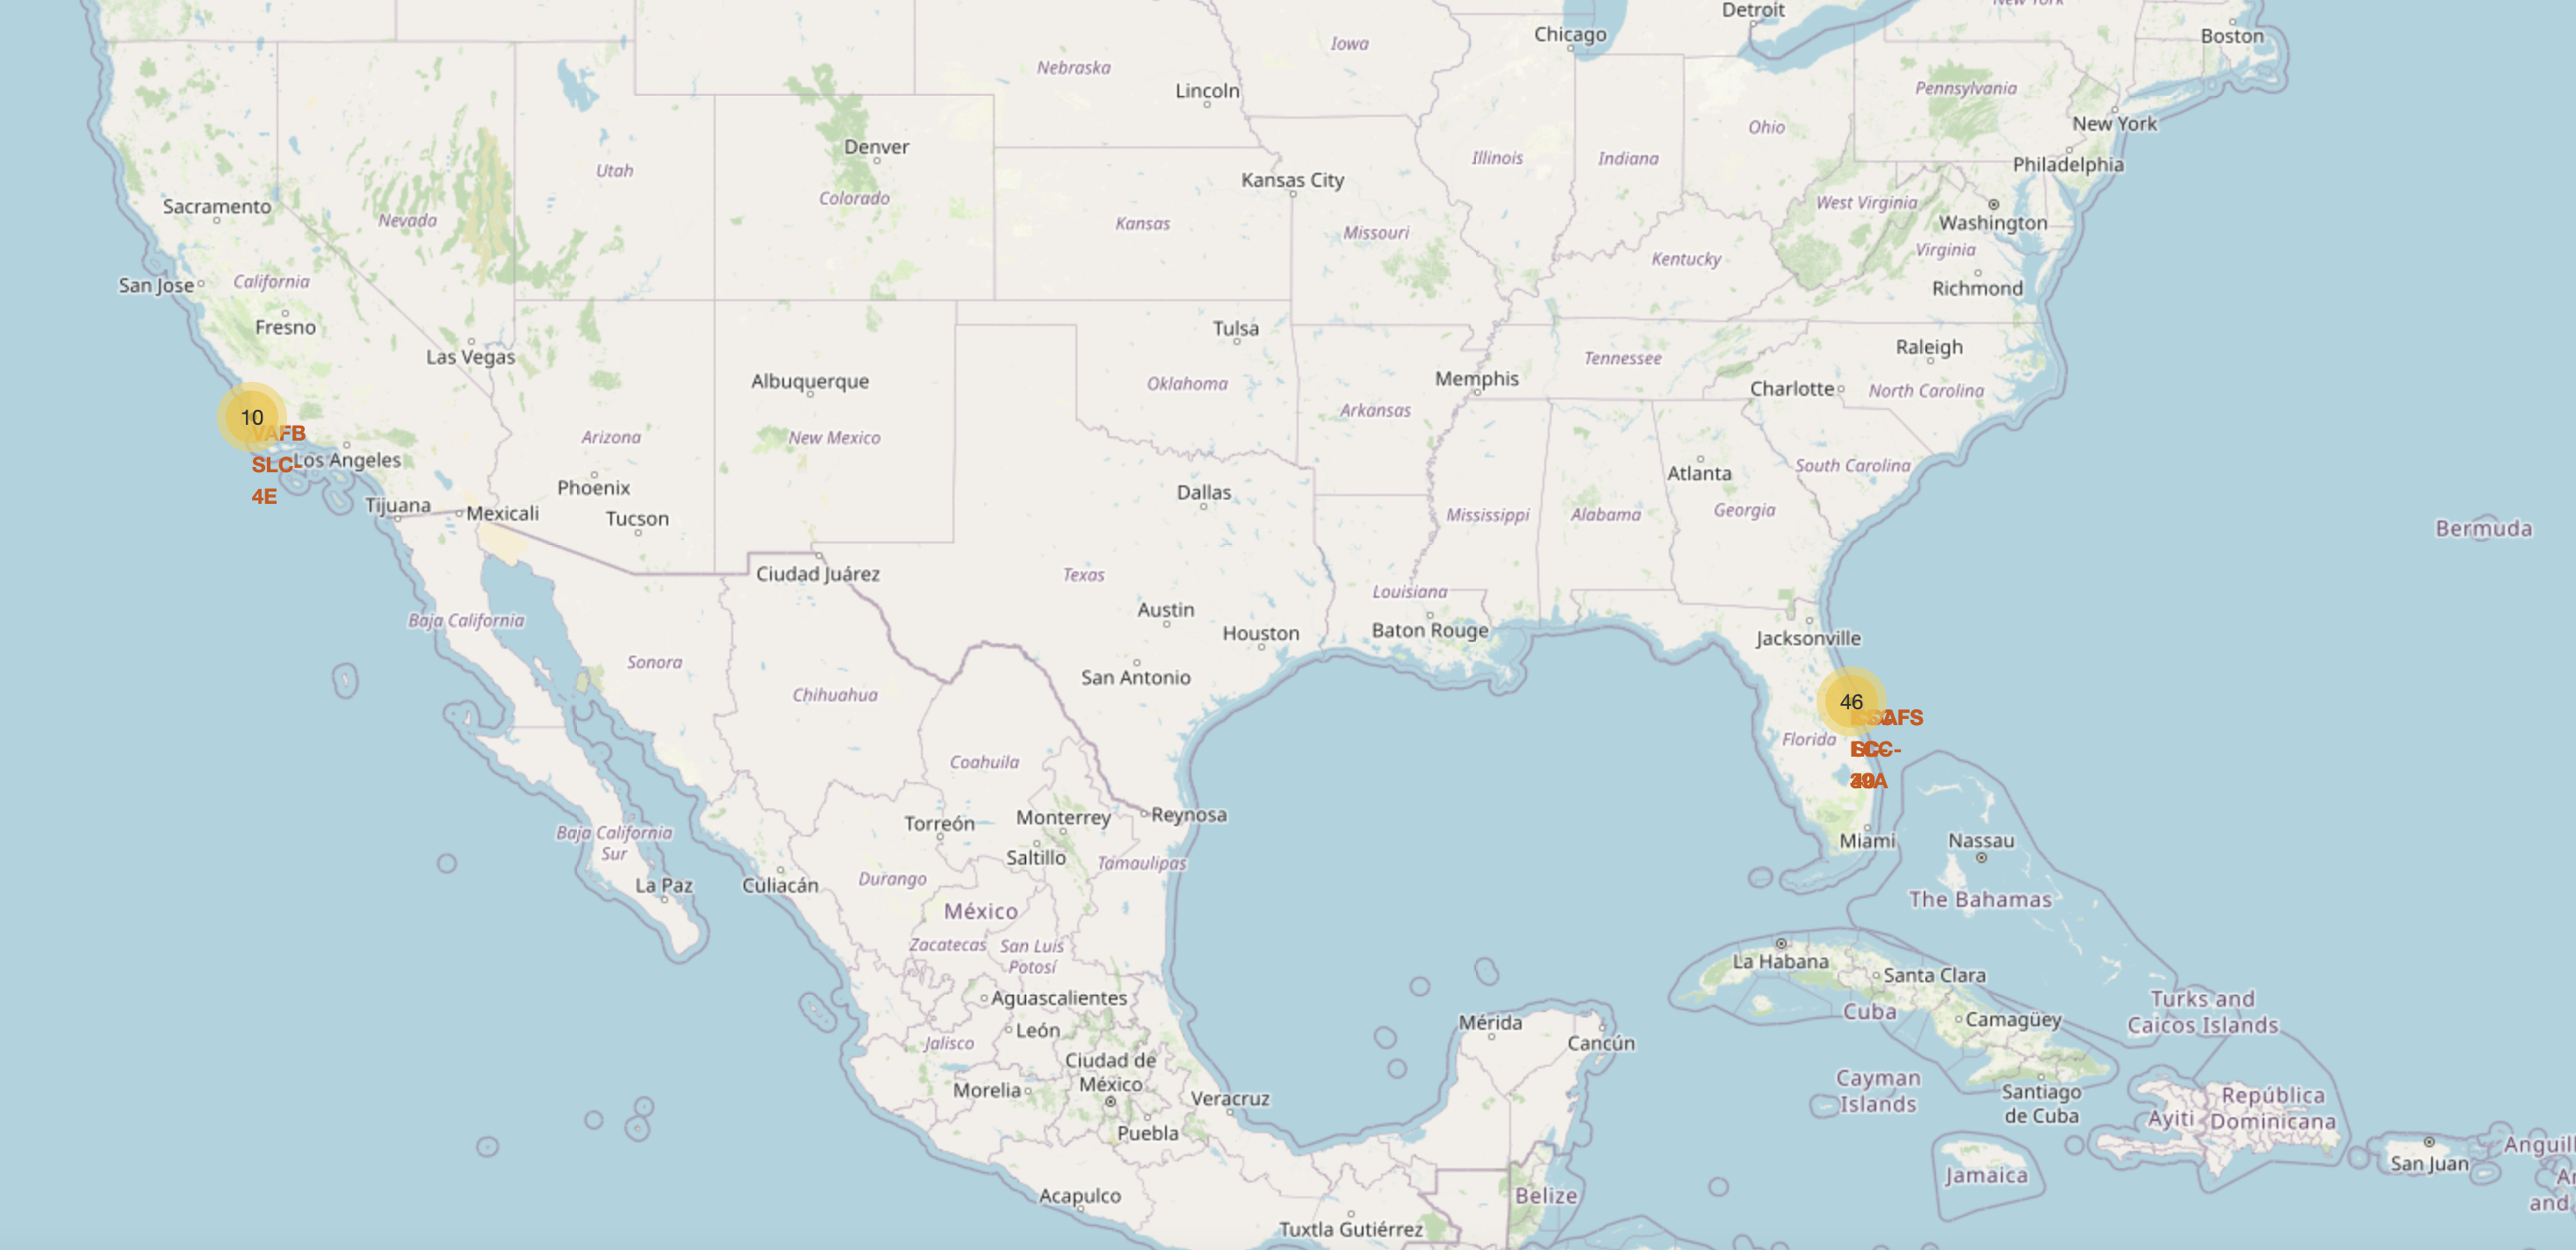 New York
Detroit
Chicago
Boston
Iowa
Nebraska
Lincoln
Pennsylvania
New York
Ohio
Denver
Illinois
Indiana
Philadelphia
Utah
Kansas City
Colorado
West Virginia
Sacramento
Nevada
Kansas
Missouri
Washington
Virginia
Kentucky
San Jose
California
Richmond
Fresno
Tulsa
Las Vegas
Raleigh
Tennessee
Albuquerque
Oklahoma
Memphis
Charlotte
North Carolina
Arkansas
10
VAFB
SLC-
4E
Arizona
New Mexico
Los Angeles
South Carolina
Atlanta
Phoenix
Dallas
Tijuana
Mexicali
Tucson
Mississippi
Alabama
Georgia
Bermuda
Ciudad Juárez
Texas
Louisiana
Austin
Baja California
Houston
Baton Rouge
Jacksonville
Sonora
San Antonio
Chihuahua
46
Florida
Coahuila
Torreón
Monterrey
Reynosa
Baja California
Sur
Miami
Nassau
Saltillo
Tamaulipas
La Paz
Culiacán
Durango
The Bahamas
México
Zacatecas
San Luis
Potosí
La Habana
Santa Clara
Aguascalientes
Turks and
Caicos Islands
Cuba
Camagüey
León
Mérida
Jalisco
Cancún
Ciudad de
México
Morelia
Veracruz
Cayman
Islands
Santiago
de Cuba
República
Dominicana
Ayiti
Puebla
Anguil
San Juan
Jamaica
Acapulco
Belize
and
Tuxtla Gutiérrez